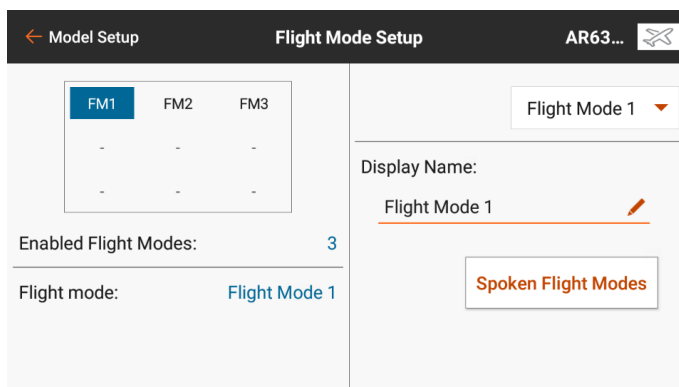 Model Setup
Flight Mode Setup
AR63...
FM1 FM2 FM3
- - -
- - -
Enabled Flight Modes: 3
Flight mode: Flight Mode 1
Flight Mode 1
Display Name:
Flight Mode 1
Spoken Flight Modes